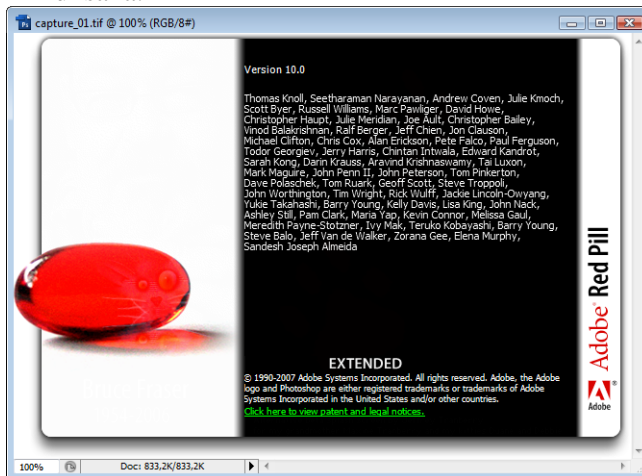 capture_01.tif @ 100% (RGB/8#)
Version 10.0
Thomas Knoll, Seetharaman Narayanan, Andrew Coven, Julie Kmoch,
Scott Byer, Russell Williams, Marc Pawliger, David Howe,
Christopher Haupt, Julie Meridian, Joe Ault, Christopher Bailey,
Vinod Balakrishnan, Ralf Berger, Jeff Chien, Jon Clauson,
Michael Clifton, Chris Cox, Alan Erickson, Pete Falco, Paul Ferguson,
Todor Georgiev, Jerry Harris, Chintan Intwala, Edward Kandrot,
Sarah Kong, Darin Krauss, Aravind Krishnaswamy, Tai Luxon,
Mark Maguire, John Penn II, John Peterson, Tom Pinkerton,
Dave Polaschek, Tom Ruark, Geoff Scott, Steve Troppoli,
John Worthington, Tim Wright, Rick Wulff, Jackie Lincoln-Owyang,
Yukie Takahashi, Barry Young, Kelly Davis, Lisa King, John Nack,
Ashley Still, Pam Clark, Maria Yap, Kevin Connor, Melissa Gaul,
Meredith Payne-Stotzner, Ivy Mak, Teruko Kobayashi, Barry Young,
Steve Balo, Jeff Van de Walker, Zorana Gee, Elena Murphy,
Sandesh Joseph Almeida
EXTENDED
© 1990-2007 Adobe Systems Incorporated. All rights reserved. Adobe, the Adobe
logo and Photoshop are either registered trademarks or trademarks of Adobe
Systems Incorporated in the United States and/or other countries.
Click here to view patent and legal notices.
Adobe® Red Pill
Adobe
100%
Doc: 833,2K/833,2K